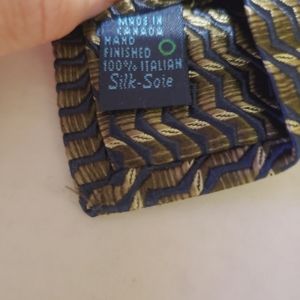 MADE IN
CANADA
HAND
FINISHED
100% ITALIAN
Silk-Soie